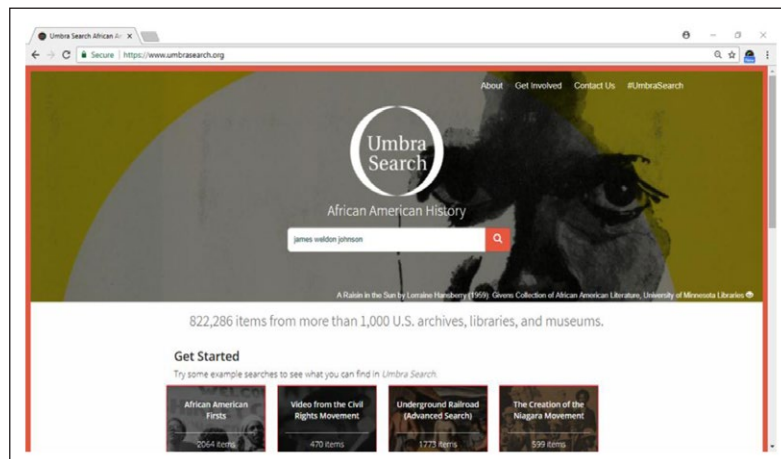 Umbra Search African Am
Secure | https://www.umbrasearch.org
About Get Involved Contact Us #UmbraSearch
Umbra
Search
African American History
james weldon johnson
A Raisin in the Sun by Lorraine Hansberry (1959). Givens Collection of African American Literature, University of Minnesota Libraries
822,286 items from more than 1,000 U.S. archives, libraries, and museums.
Get Started
Try some example searches to see what you can find in Umbra Search.
African American
Firsts
2064 items
Video from the Civil
Rights Movement
470 items
Underground Railroad
(Advanced Search)
1773 items
The Creation of the
Niagara Movement
599 items